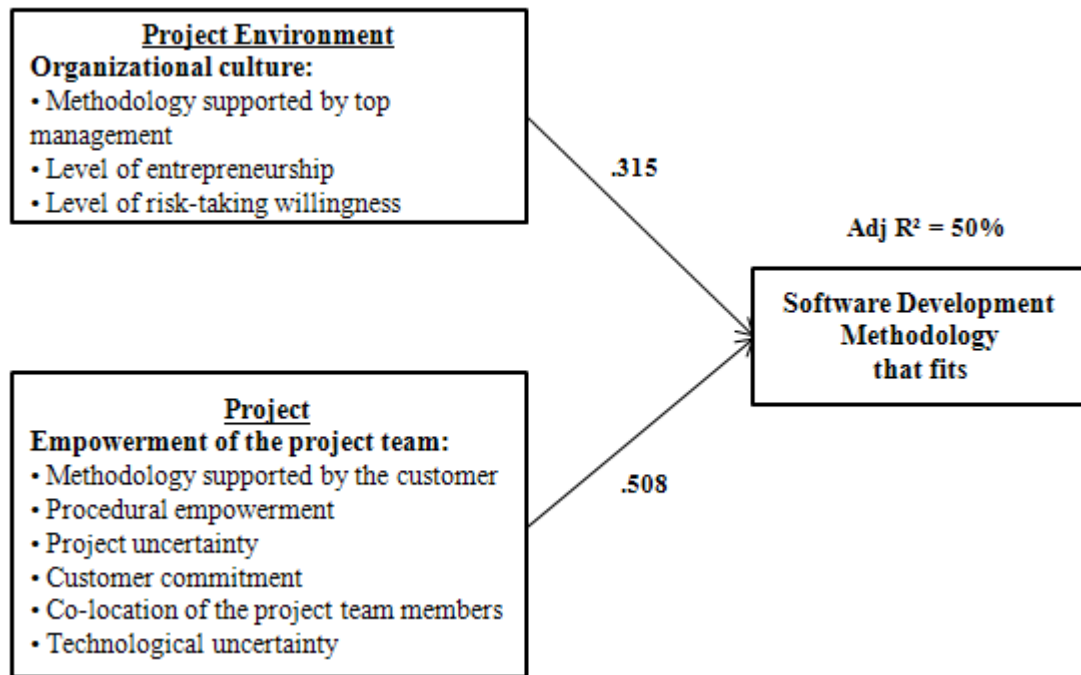 Project Environment
Organizational culture:
• Methodology supported by top
management
• Level of entrepreneurship
• Level of risk-taking willingness
.315
Adj R² = 50%
Software Development
Methodology
that fits
Project
Empowerment of the project team:
• Methodology supported by the customer
• Procedural empowerment
• Project uncertainty
• Customer commitment
• Co-location of the project team members
• Technological uncertainty
.508